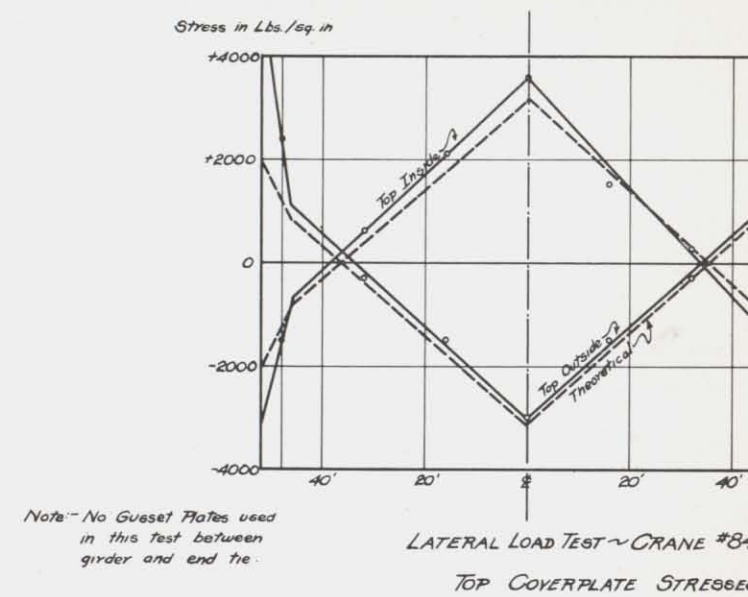 Stress in Lbs./sq. in
+4000
+2000
0
-2000
-4000
Top Inside
Top Outside
Theoretical
40'
20'
℄
20'
40'
Note:- No Gusset Plates used
in this test between
girder and end tie.
LATERAL LOAD TEST ~ CRANE #84
TOP COVERPLATE STRESSE